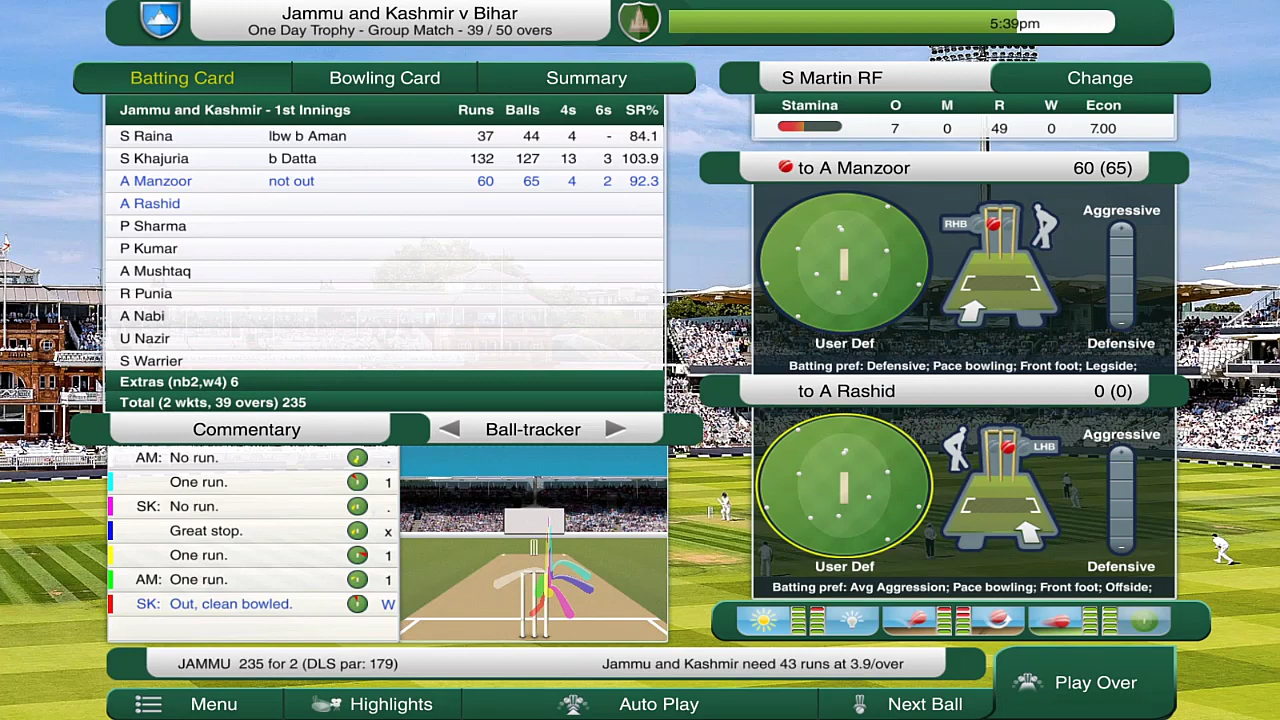 Jammu and Kashmir v Bihar
One Day Trophy - Group Match - 39 / 50 overs
5:39pm
Batting Card
Bowling Card
Summary
Jammu and Kashmir - 1st Innings Runs Balls 4s 6s SR%
S Raina lbw b Aman 37 44 4 - 84.1
S Khajuria b Datta 132 127 13 3 103.9
A Manzoor not out 60 65 4 2 92.3
A Rashid
P Sharma
P Kumar
A Mushtaq
R Punia
A Nabi
U Nazir
S Warrier
Extras (nb2,w4) 6
Total (2 wkts, 39 overs) 235
Commentary
Ball-tracker
AM: No run. .
One run. 1
SK: No run. .
Great stop. x
One run. 1
AM: One run. 1
SK: Out, clean bowled. W
S Martin RF
Change
Stamina O M R W Econ
7 0 49 0 7.00
to A Manzoor 60 (65)
RHB
Aggressive
User Def
Defensive
Batting pref: Defensive; Pace bowling; Front foot; Legside;
to A Rashid 0 (0)
LHB
Aggressive
User Def
Defensive
Batting pref: Avg Aggression; Pace bowling; Front foot; Offside;
JAMMU 235 for 2 (DLS par: 179)
Jammu and Kashmir need 43 runs at 3.9/over
Menu
Highlights
Auto Play
Next Ball
Play Over